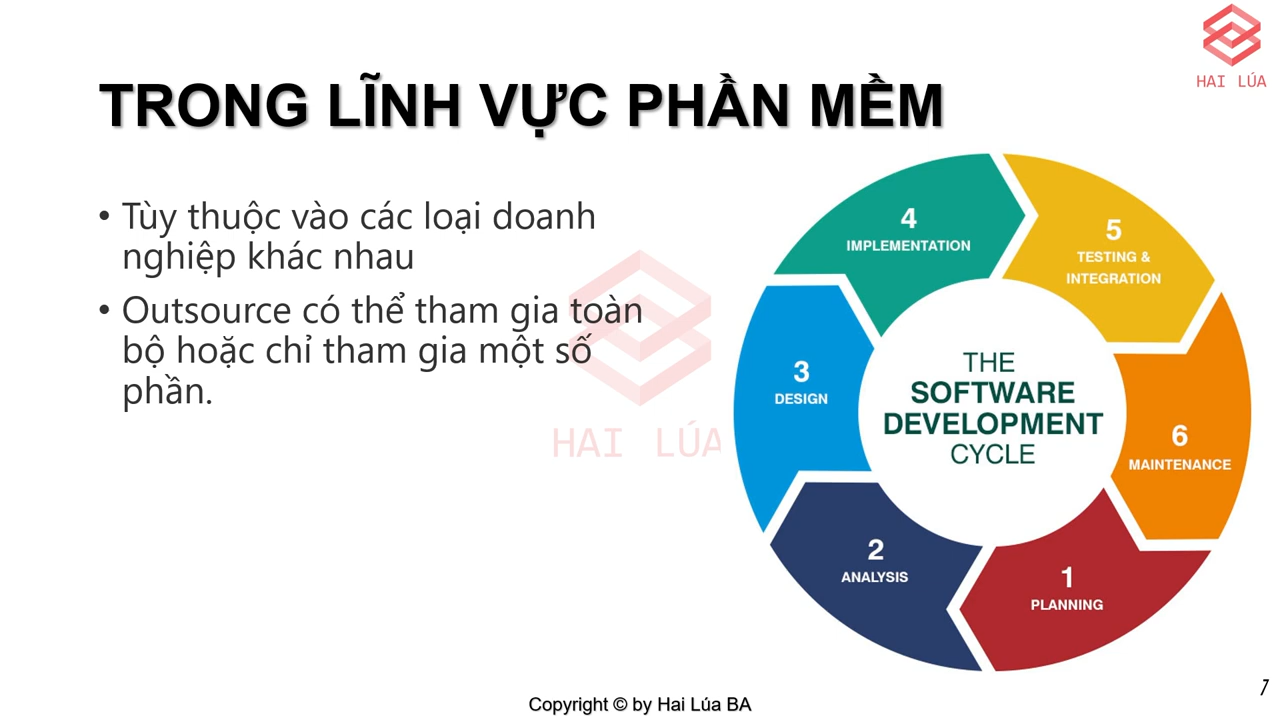 HAI LÚA
TRONG LĨNH VỰC PHẦN MỀM
• Tùy thuộc vào các loại doanh
nghiệp khác nhau
• Outsource có thể tham gia toàn
bộ hoặc chỉ tham gia một số
phần.
HAI LÚA
4
IMPLEMENTATION
5
TESTING &
INTEGRATION
3
DESIGN
THE
SOFTWARE
DEVELOPMENT
CYCLE
6
MAINTENANCE
2
ANALYSIS
1
PLANNING
7
Copyright © by Hai Lúa BA